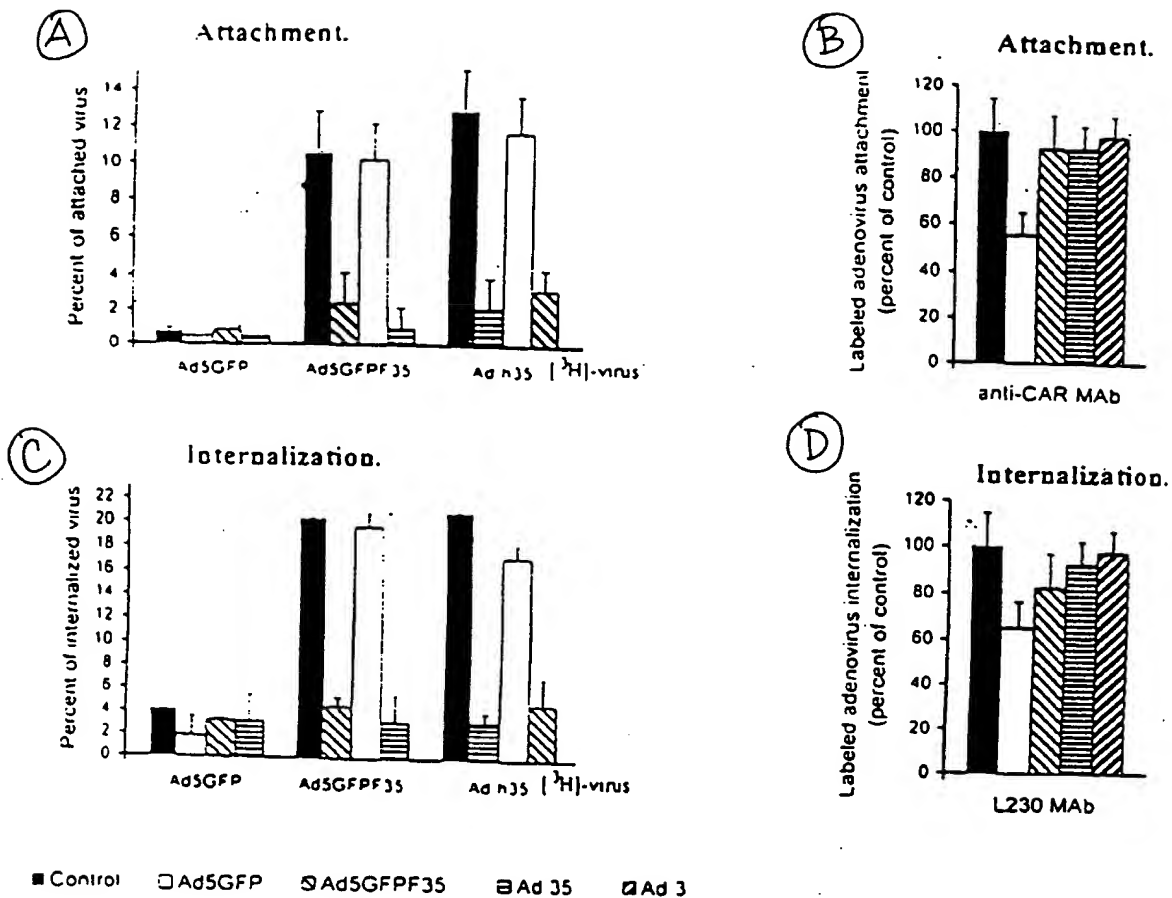 A
Attachment.
Percent of attached virus
14
12
10
8
6
4
2
0
Ad5GFP
Ad5GFPF35
Ad h35 [³H]-virus
B
Attachment.
Labeled adenovirus attachment
(percent of control)
120
100
80
60
40
20
0
anti-CAR MAb
C
Internalization.
Percent of internalized virus
22
20
18
16
14
12
10
8
6
4
2
0
Ad5GFP
Ad5GFPF35
Ad h35 [³H]-virus
D
Internalization.
Labeled adenovirus internalization
(percent of control)
120
100
80
60
40
20
0
L230 MAb
Control
Ad5GFP
Ad5GFPF35
Ad 35
Ad 3